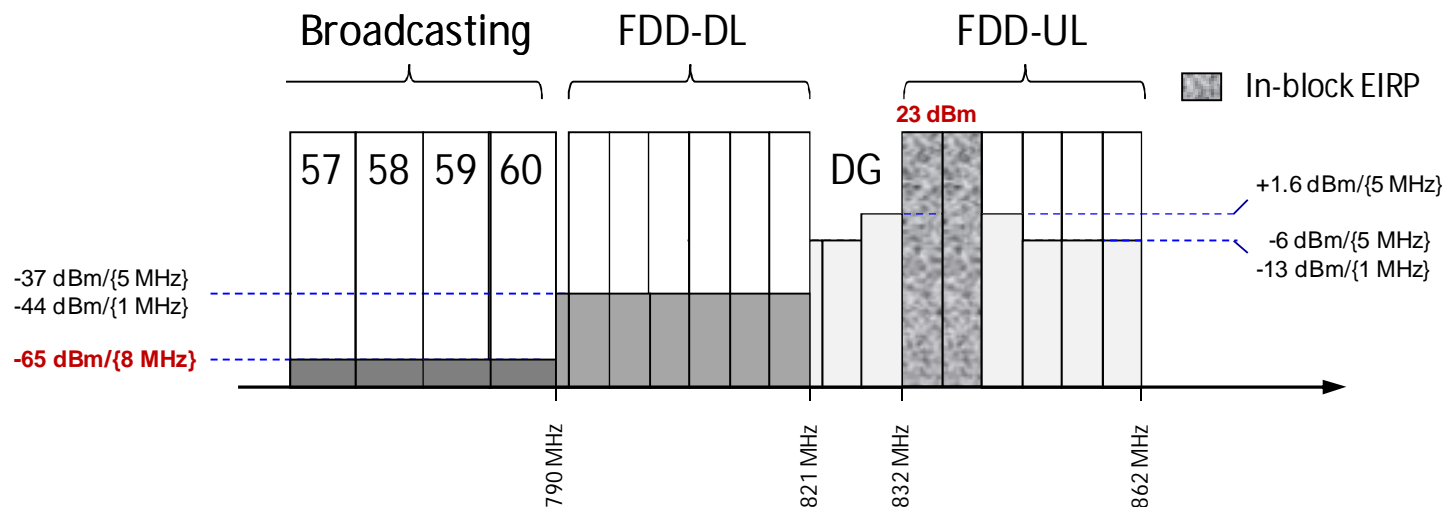 Broadcasting FDD-DL FDD-UL
In-block EIRP
23 dBm
57 58 59 60 DG
+1.6 dBm/{5 MHz}
-6 dBm/{5 MHz}
-13 dBm/{1 MHz}
-37 dBm/{5 MHz}
-44 dBm/{1 MHz}
-65 dBm/{8 MHz}
790 MHz
821 MHz
832 MHz
862 MHz